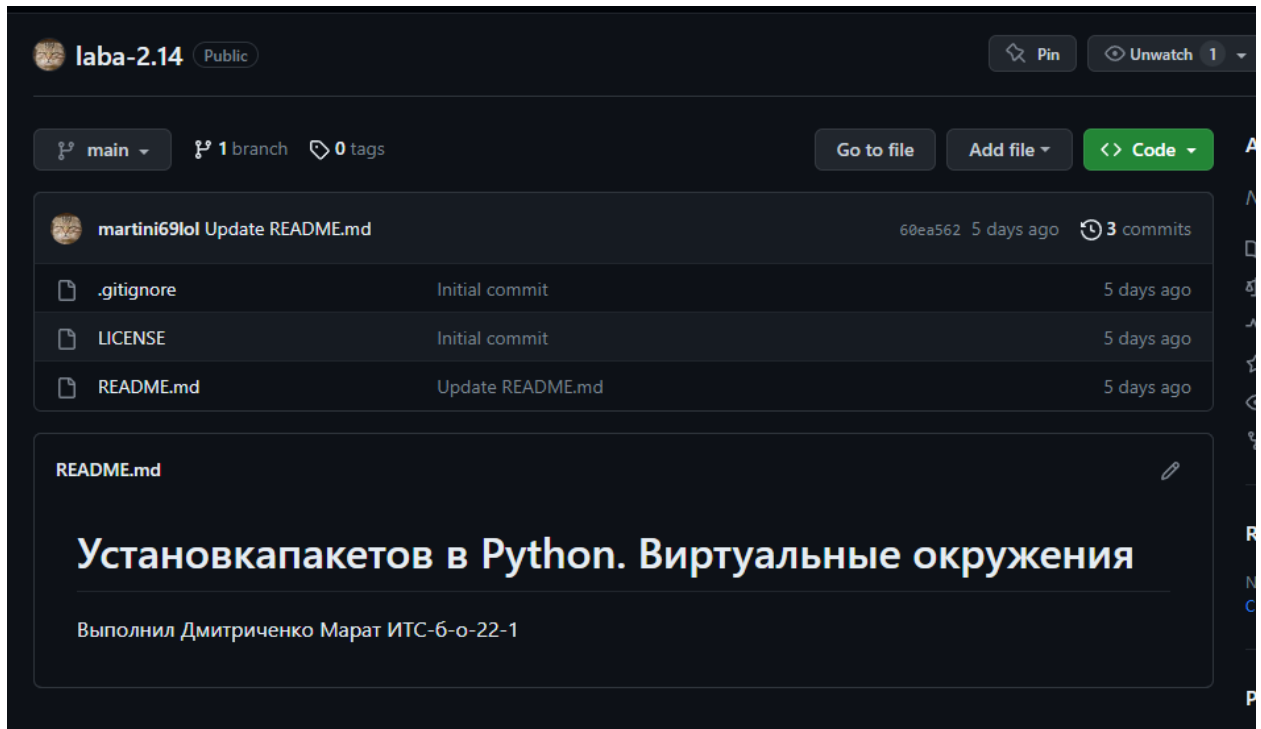 laba-2.14 Public
Pin
Unwatch 1
main
1 branch
0 tags
Go to file
Add file
Code
martini69lol Update README.md
60ea562 5 days ago
3 commits
.gitignore Initial commit 5 days ago
LICENSE Initial commit 5 days ago
README.md Update README.md 5 days ago
README.md
Установкапакетов в Python. Виртуальные окружения
Выполнил Дмитриченко Марат ИТС-б-о-22-1